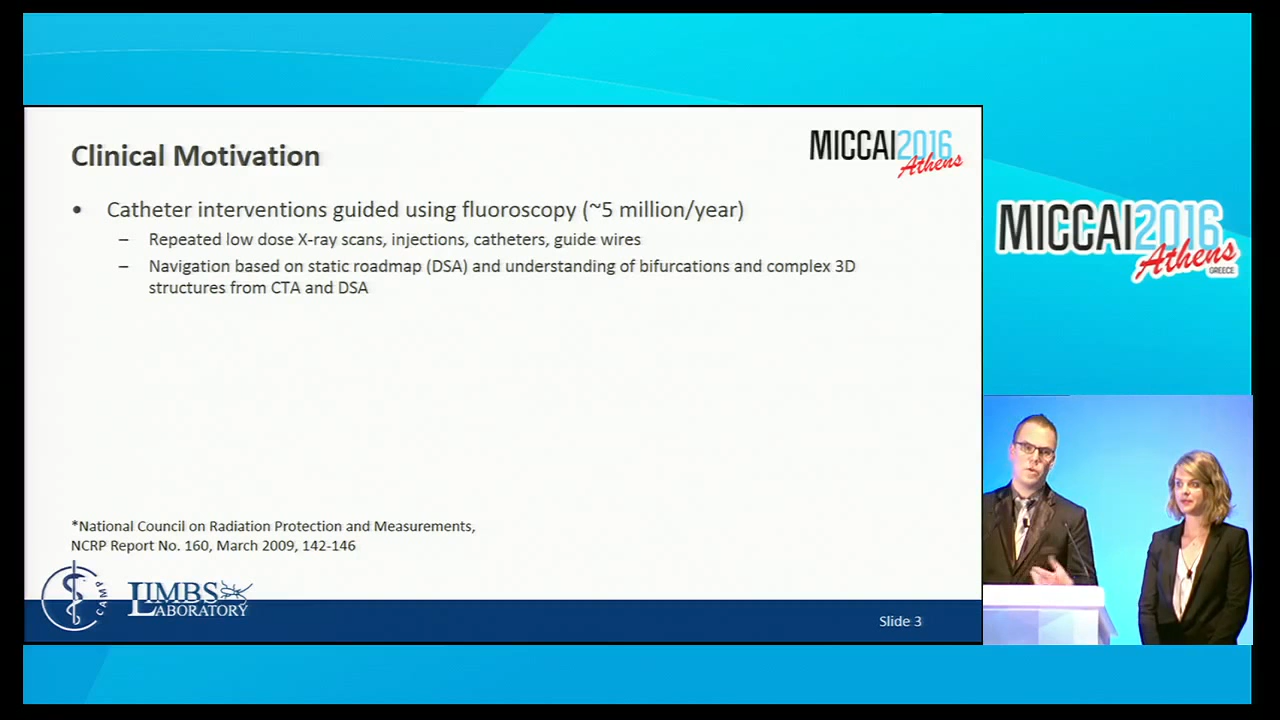 Clinical Motivation
MICCAI2016
Athens
• Catheter interventions guided using fluoroscopy (~5 million/year)
– Repeated low dose X-ray scans, injections, catheters, guide wires
– Navigation based on static roadmap (DSA) and understanding of bifurcations and complex 3D
structures from CTA and DSA
MICCAI2016
Athens
GREECE
*National Council on Radiation Protection and Measurements,
NCRP Report No. 160, March 2009, 142-146
CAMP
LIMBS
LABORATORY
Slide 3